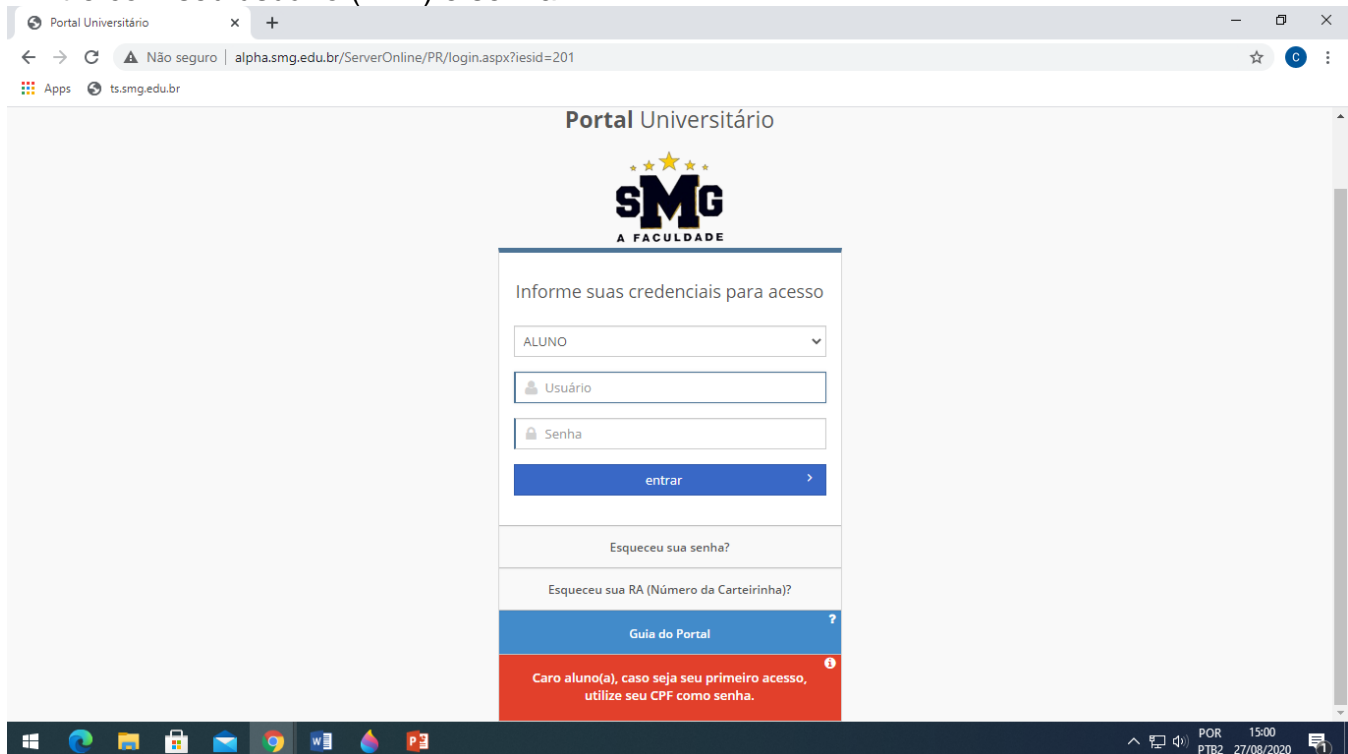 Portal Universitário
Não seguro | alpha.smg.edu.br/ServerOnline/PR/login.aspx?iesid=201
C
Apps ts.smg.edu.br
Portal Universitário
SMG
A FACULDADE
Informe suas credenciais para acesso
ALUNO
Usuário
Senha
entrar
Esqueceu sua senha?
Esqueceu sua RA (Número da Carteirinha)?
Guia do Portal
?
Caro aluno(a), caso seja seu primeiro acesso,
utilize seu CPF como senha.
POR 15:00
PTB2 27/08/2020